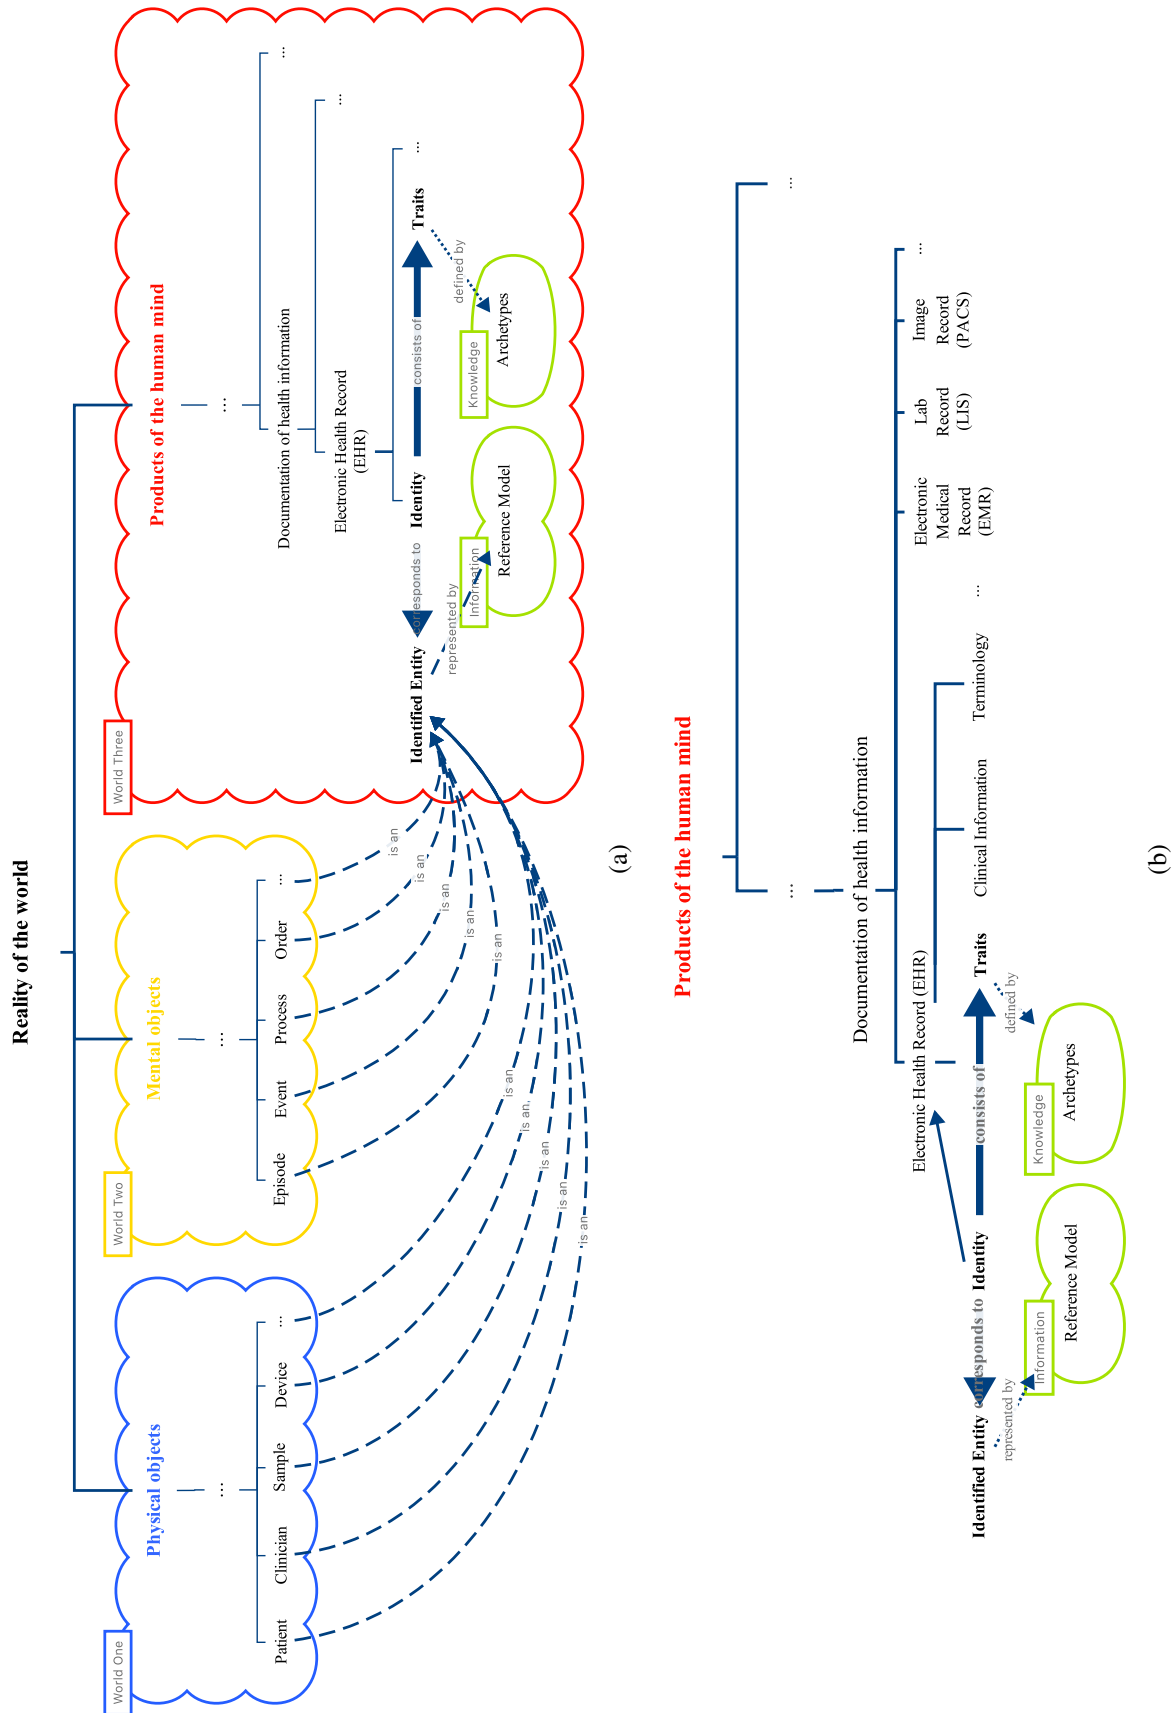 Reality of the world
World One
Physical objects
...
Patient
Clinician
Sample
Device
...
World Two
Mental objects
...
Episode
Event
Process
Order
...
World Three
Products of the human mind
...
Documentation of health information
...
Electronic Health Record
(EHR)
...
Identified Entity
corresponds to
Identity
consists of
Traits
...
represented by
defined by
Information
Reference Model
Knowledge
Archetypes
is an
is an
is an
is an
is an
is an
is an
is an
is an
is an
(a)
Products of the human mind
...
...
Documentation of health information
Electronic Health Record (EHR)
Electronic
Medical
Record
(EMR)
Lab
Record
(LIS)
Image
Record
(PACS)
...
Identified Entity
corresponds to
Identity
consists of
Traits
Clinical Information
Terminology
...
represented by
defined by
Information
Reference Model
Knowledge
Archetypes
(b)